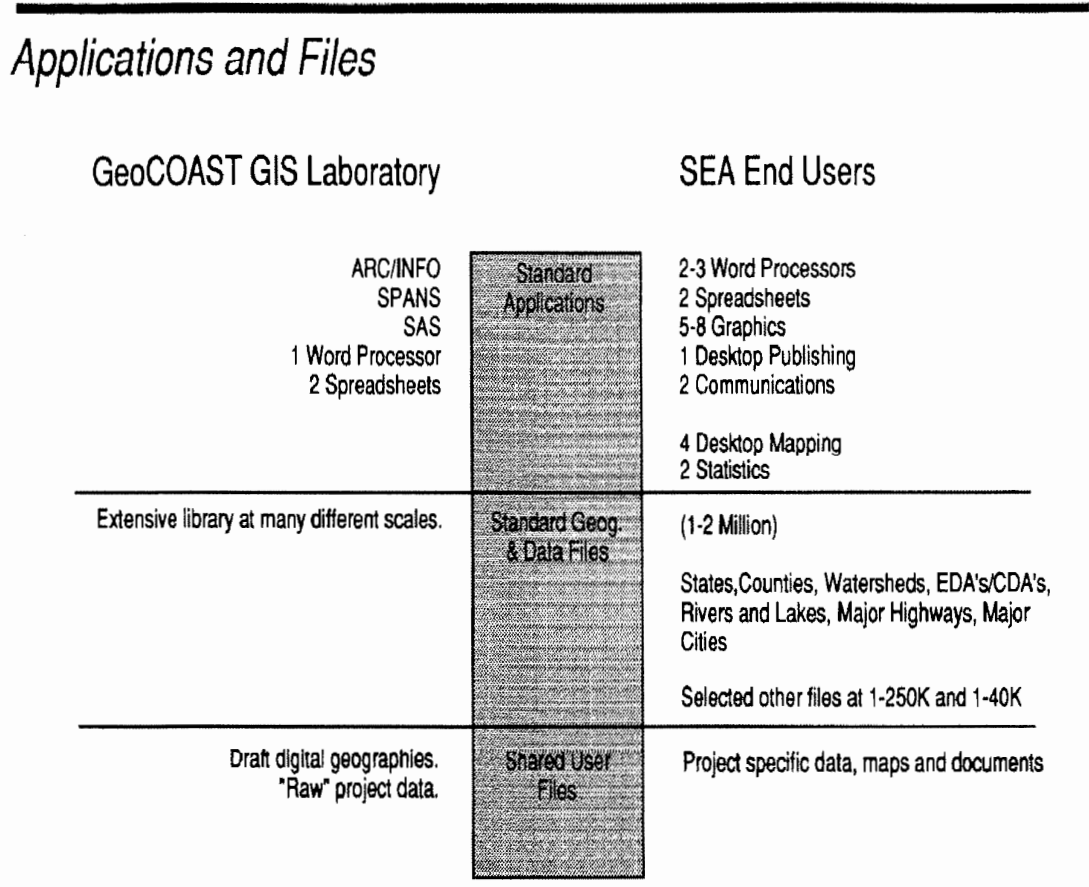 Applications and Files
GeoCOAST GIS Laboratory
SEA End Users
ARC/INFO
SPANS
SAS
1 Word Processor
2 Spreadsheets
Standard
Applications
2-3 Word Processors
2 Spreadsheets
5-8 Graphics
1 Desktop Publishing
2 Communications
4 Desktop Mapping
2 Statistics
Extensive library at many different scales.
Standard Geog.
& Data Files
(1-2 Million)
States,Counties, Watersheds, EDA's/CDA's,
Rivers and Lakes, Major Highways, Major
Cities
Selected other files at 1-250K and 1-40K
Draft digital geographies.
"Raw" project data.
Shared User
Files
Project specific data, maps and documents